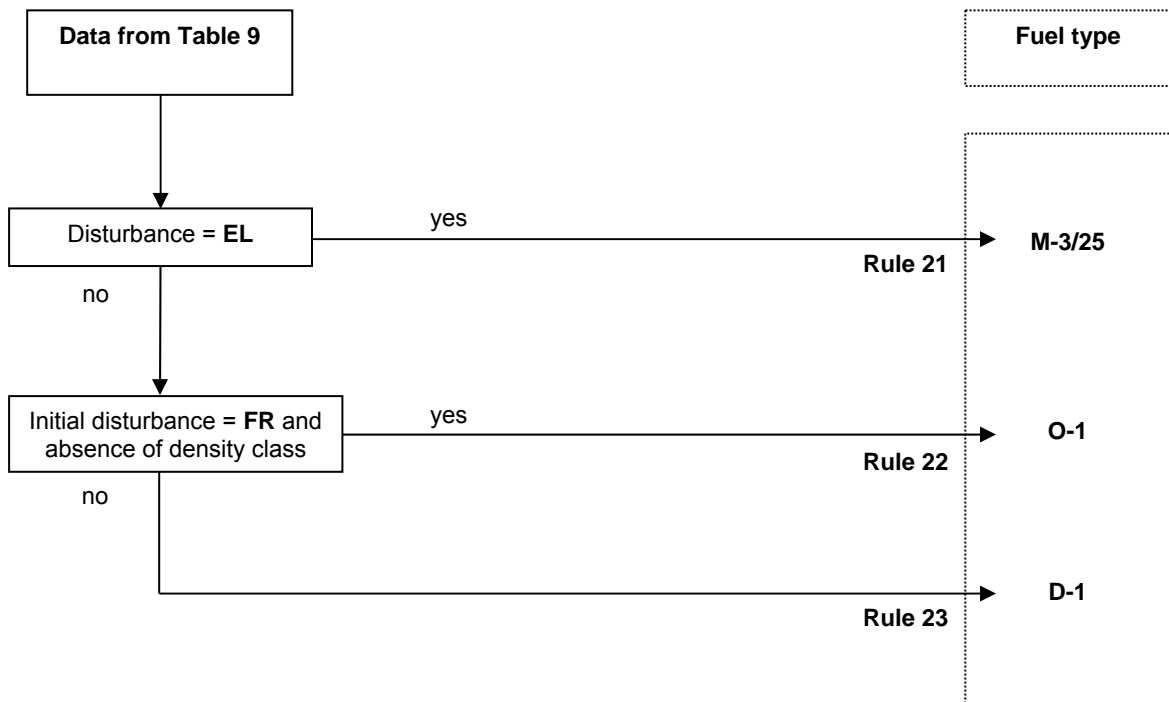 Data from Table 9
Fuel type
Disturbance = EL
yes
Rule 21
M-3/25
no
Initial disturbance = FR and
absence of density class
yes
Rule 22
O-1
no
Rule 23
D-1